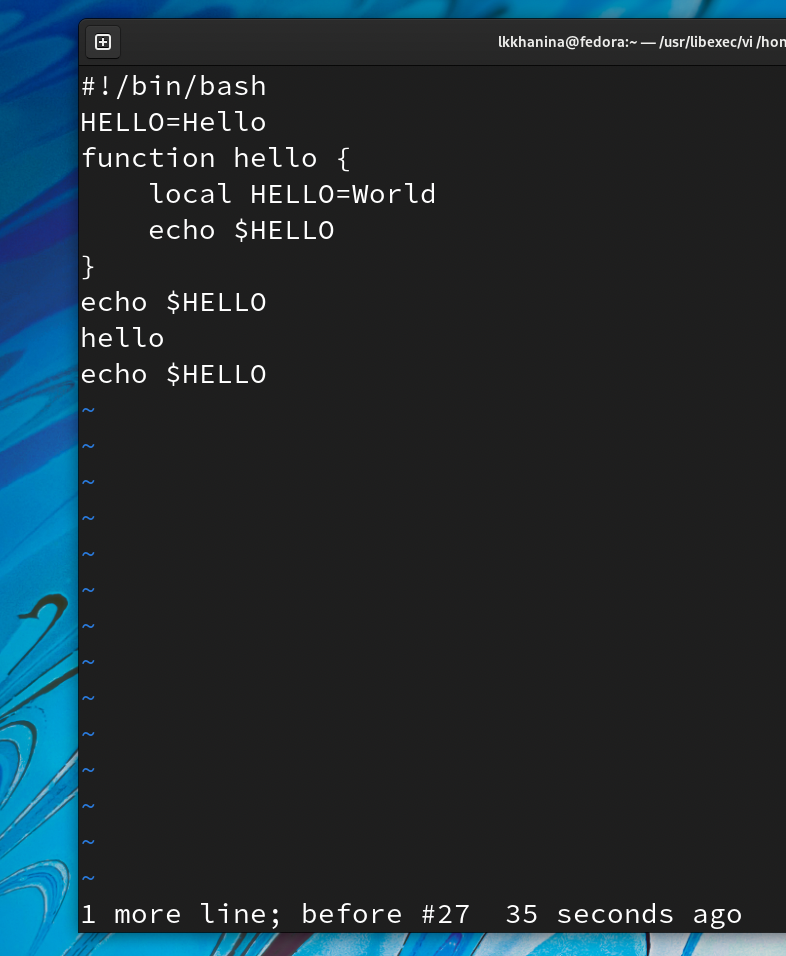 lkkhanina@fedora:~ — /usr/libexec/vi
#!/bin/bash
HELLO=Hello
function hello {
    local HELLO=World
    echo $HELLO
}
echo $HELLO
hello
echo $HELLO
~
~
~
~
~
~
~
~
~
~
~
~
~
~
1 more line; before #27  35 seconds ago